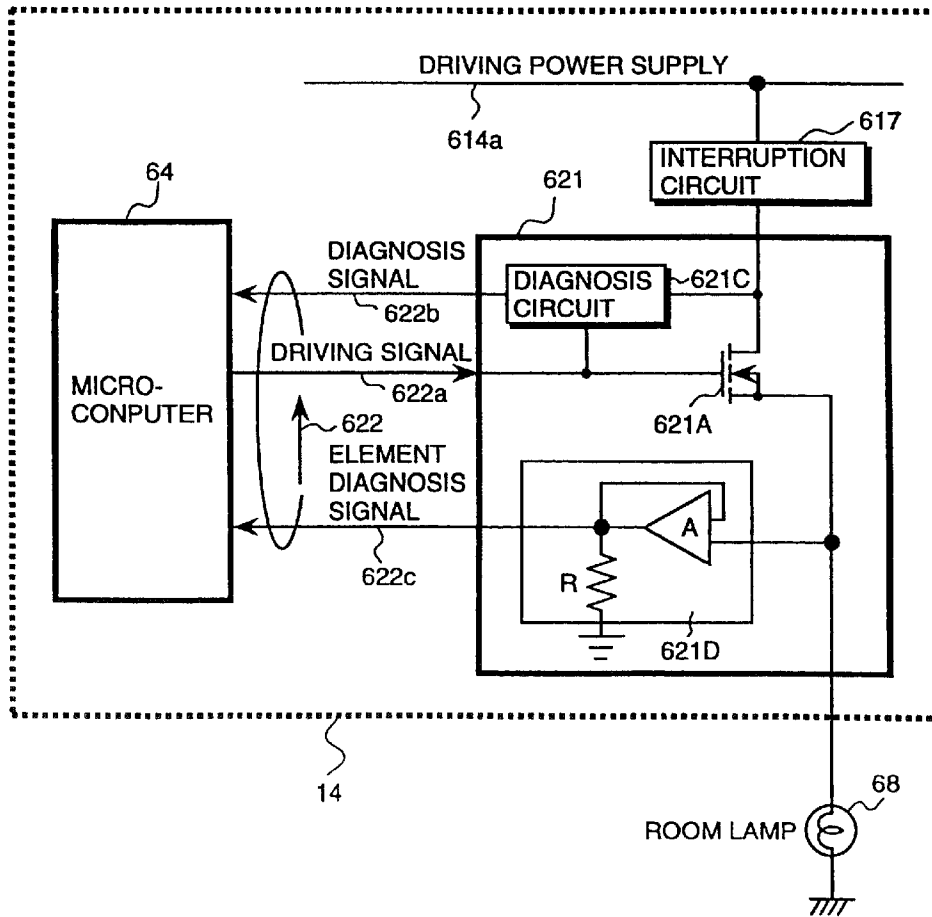 DRIVING POWER SUPPLY
614a
617
INTERRUPTION
CIRCUIT
64
621
DIAGNOSIS
SIGNAL
622b
DIAGNOSIS
CIRCUIT
621C
DRIVING SIGNAL
622a
MICRO-
CONPUTER
621A
622
ELEMENT
DIAGNOSIS
SIGNAL
622c
A
R
621D
14
68
ROOM LAMP